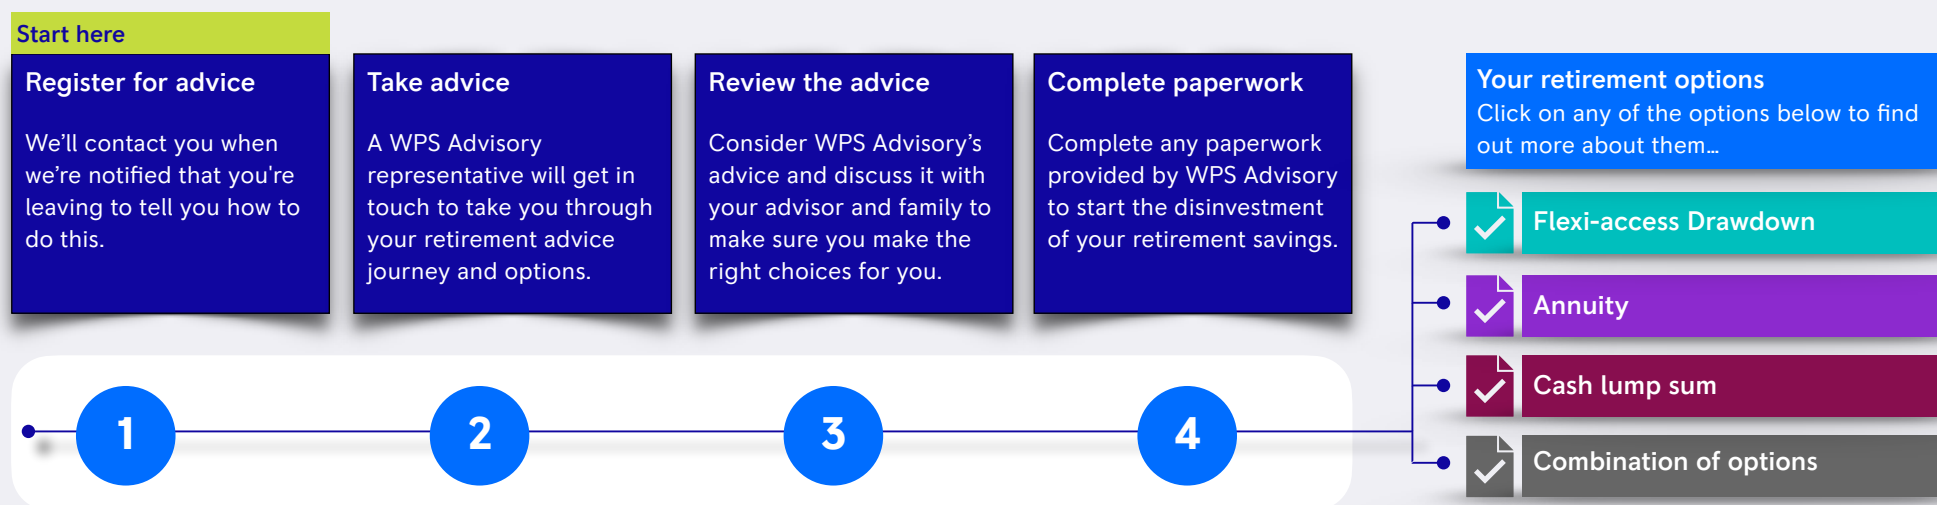 Start here
Register for advice
We’ll contact you when
we’re notified that you're
leaving to tell you how to
do this.
Take advice
A WPS Advisory
representative will get in
touch to take you through
your retirement advice
journey and options.
Review the advice
Consider WPS Advisory’s
advice and discuss it with
your advisor and family to
make sure you make the
right choices for you.
Complete paperwork
Complete any paperwork
provided by WPS Advisory
to start the disinvestment
of your retirement savings.
1
2
3
4
Your retirement options
Click on any of the options below to find
out more about them...
Flexi-access Drawdown
Annuity
Cash lump sum
Combination of options